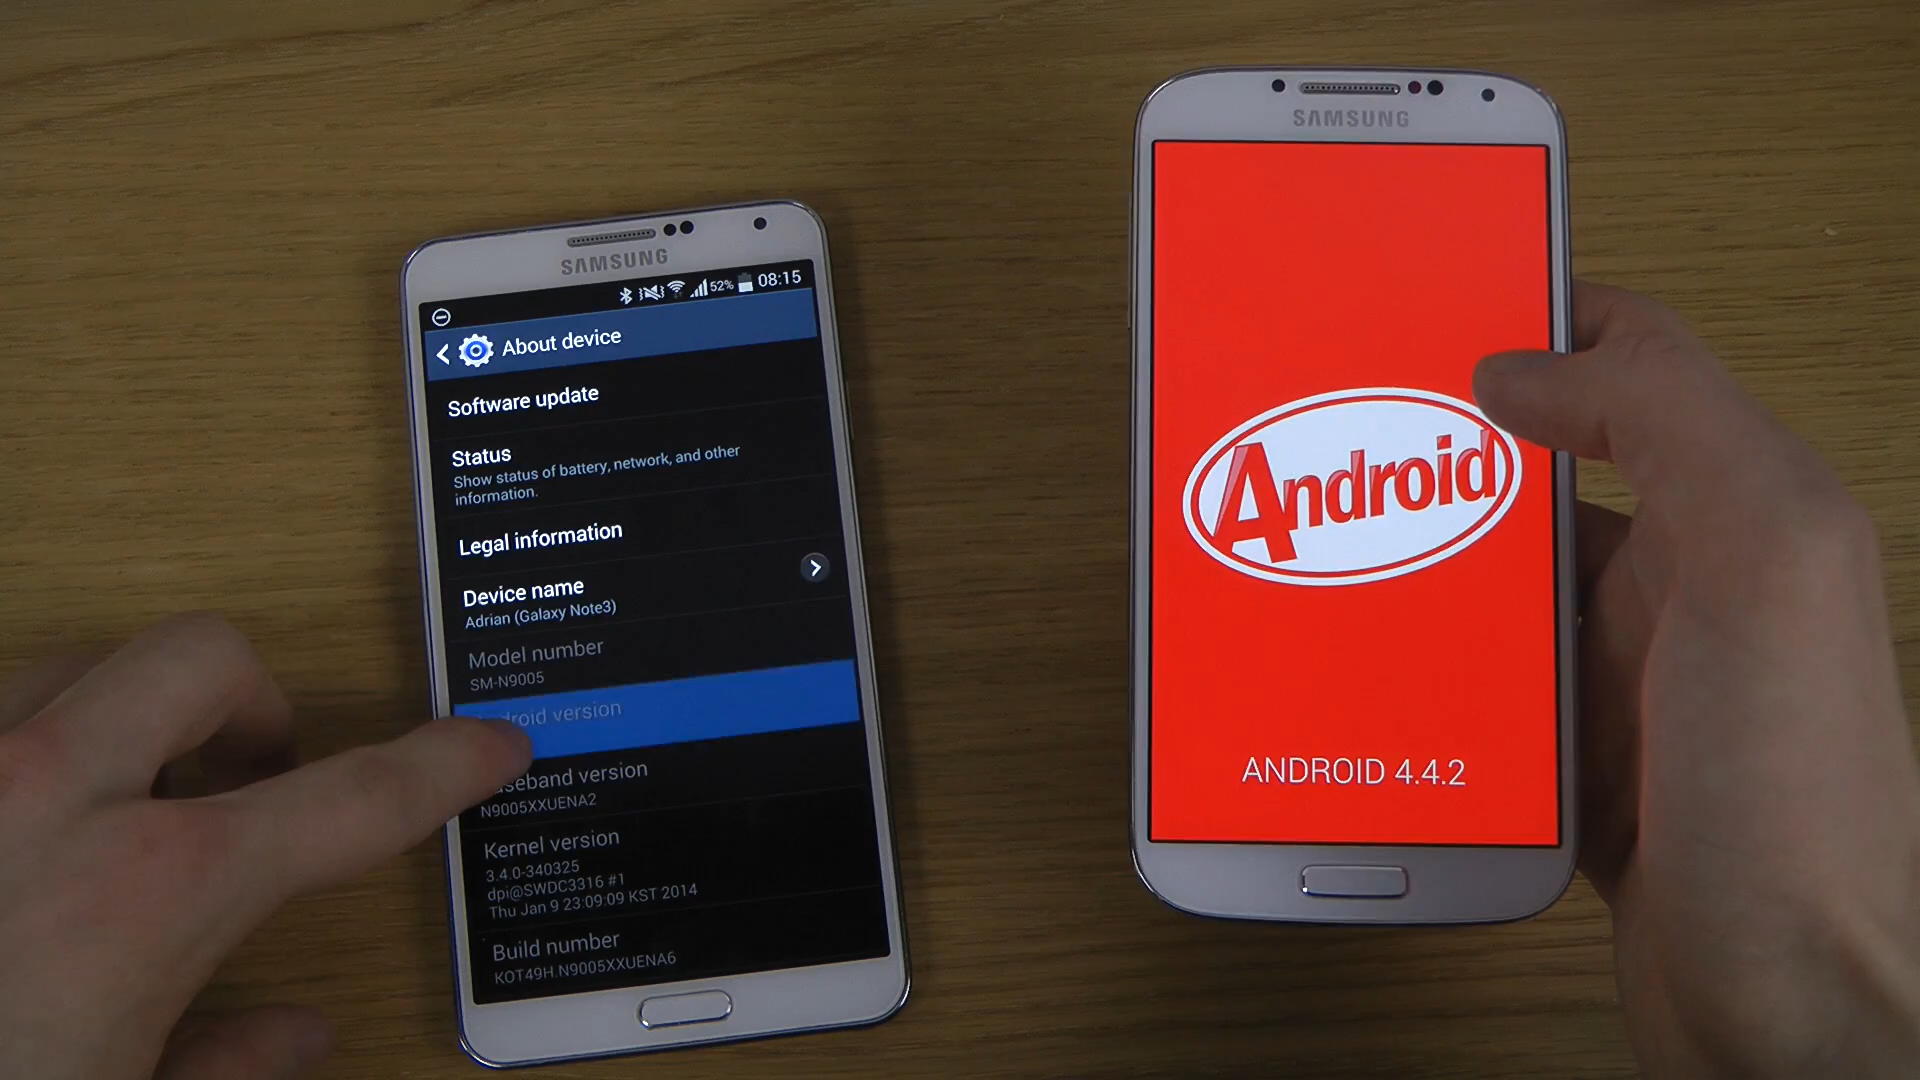 SAMSUNG
52% 08:15
About device
Software update
Status
Show status of battery, network, and other
information.
Legal information
Device name
Adrian (Galaxy Note3)
Model number
SM-N9005
version
version
N9005XXUENA2
Kernel version
3.4.0-340325
dpi@SWDC3316 #1
Thu Jan 9 23:09:09 KST 2014
Build number
KOT49H.N9005XXUENA6
SAMSUNG
Android
ANDROID 4.4.2